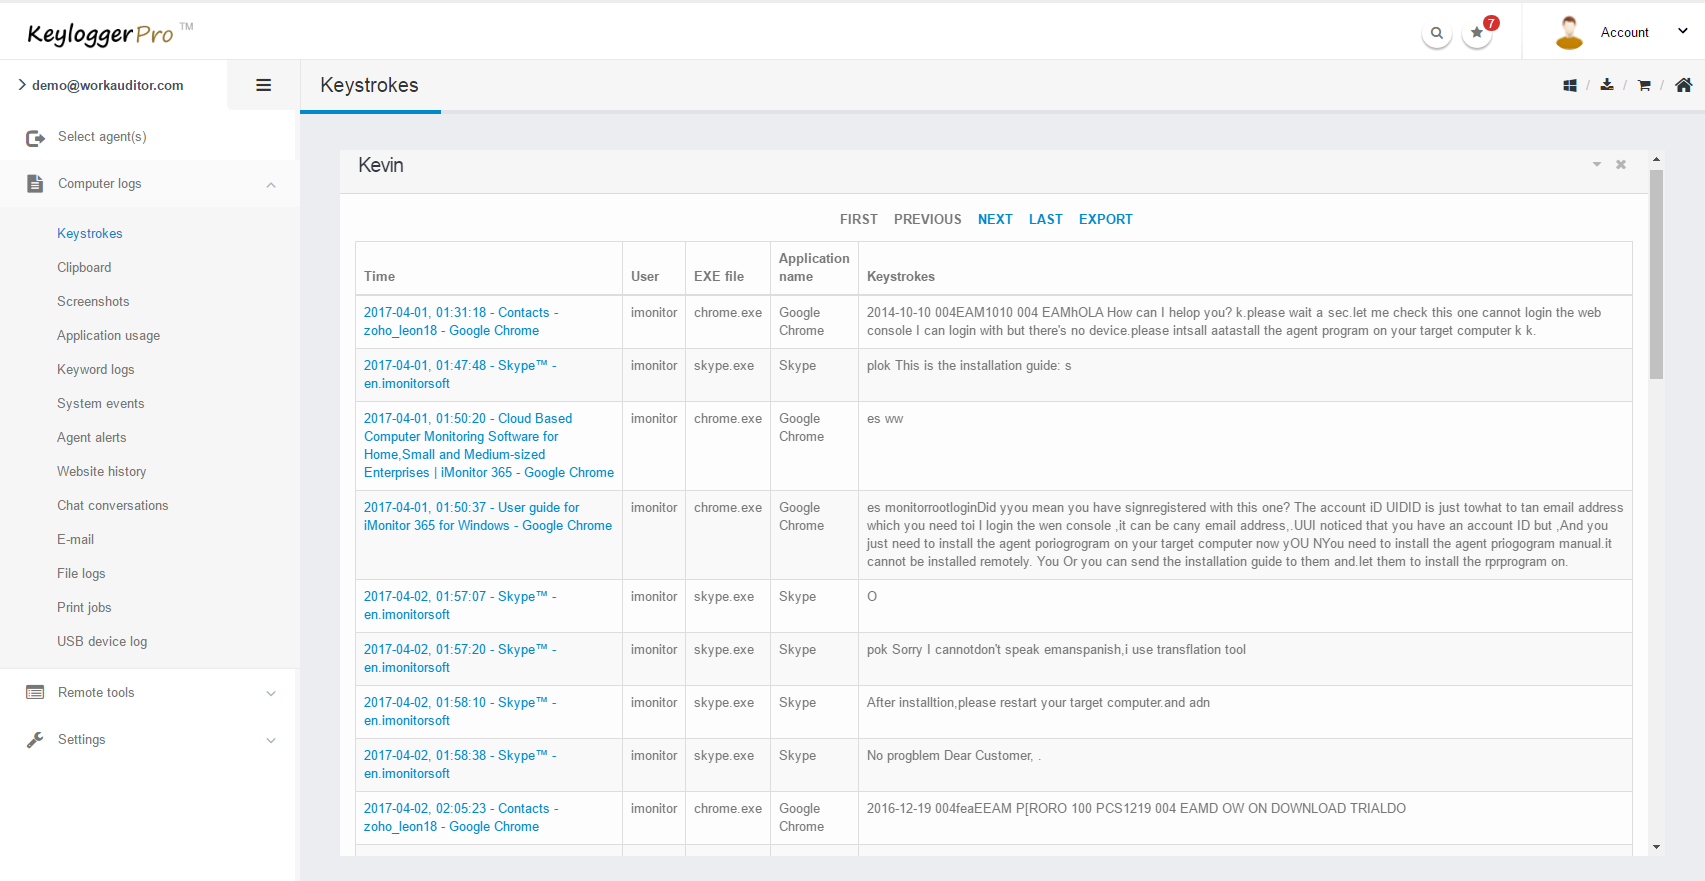 KeyloggerPro™
7
Account
demo@workauditor.com
Keystrokes
/ / /
Select agent(s)
Computer logs
Keystrokes
Clipboard
Screenshots
Application usage
Keyword logs
System events
Agent alerts
Website history
Chat conversations
E-mail
File logs
Print jobs
USB device log
Remote tools
Settings
Kevin
FIRST PREVIOUS NEXT LAST EXPORT
Time User EXE file Application name Keystrokes
2017-04-01, 01:31:18 - Contacts - imonitor chrome.exe Google 2014-10-10 004EAM1010 004 EAMhOLA How can I helop you? k.please wait a sec.let me check this one cannot login the web
zoho_leon18 - Google Chrome Chrome console I can login with but there's no device.please intsall aatastall the agent program on your target computer k k.
2017-04-01, 01:47:48 - Skype™ - imonitor skype.exe Skype plok This is the installation guide: s
en.imonitorsoft
2017-04-01, 01:50:20 - Cloud Based imonitor chrome.exe Google es ww
Computer Monitoring Software for Chrome
Home,Small and Medium-sized
Enterprises | iMonitor 365 - Google Chrome
2017-04-01, 01:50:37 - User guide for imonitor chrome.exe Google es monitorrootloginDid yyou mean you have signregistered with this one? The account iD UIDID is just towhat to tan email address
iMonitor 365 for Windows - Google Chrome Chrome which you need toi l login the wen console ,it can be cany email address,.UUI noticed that you have an account ID but ,And you
just need to install the agent poriogrogram on your target computer now yOU NYou need to install the agent priogogram manual.it
cannot be installed remotely. You Or you can send the installation guide to them and.let them to install the rprprogram on.
2017-04-02, 01:57:07 - Skype™ - imonitor skype.exe Skype O
en.imonitorsoft
2017-04-02, 01:57:20 - Skype™ - imonitor skype.exe Skype pok Sorry I cannotdon't speak emanspanish,i use transflation tool
en.imonitorsoft
2017-04-02, 01:58:10 - Skype™ - imonitor skype.exe Skype After installtion,please restart your target computer.and adn
en.imonitorsoft
2017-04-02, 01:58:38 - Skype™ - imonitor skype.exe Skype No progblem Dear Customer, .
en.imonitorsoft
2017-04-02, 02:05:23 - Contacts - imonitor chrome.exe Google 2016-12-19 004feaEEAM P[RORO 100 PCS1219 004 EAMD OW ON DOWNLOAD TRIALDO
zoho_leon18 - Google Chrome Chrome